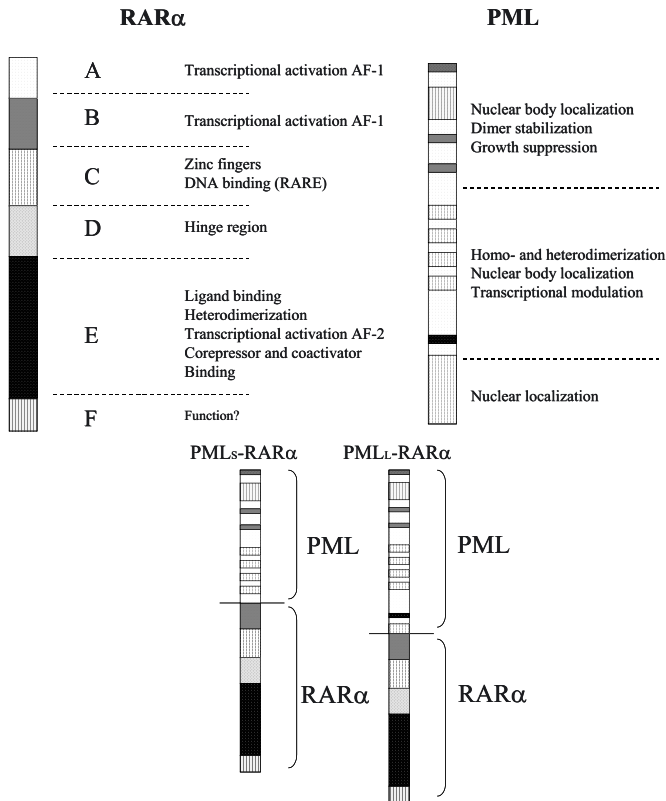 RARα
A Transcriptional activation AF-1
B Transcriptional activation AF-1
C Zinc fingers
DNA binding (RARE)
D Hinge region
E Ligand binding
Heterodimerization
Transcriptional activation AF-2
Corepressor and coactivator
Binding
F Function?
PML
Nuclear body localization
Dimer stabilization
Growth suppression
Homo- and heterodimerization
Nuclear body localization
Transcriptional modulation
Nuclear localization
PMLS-RARα
PML
RARα
PMLL-RARα
PML
RARα